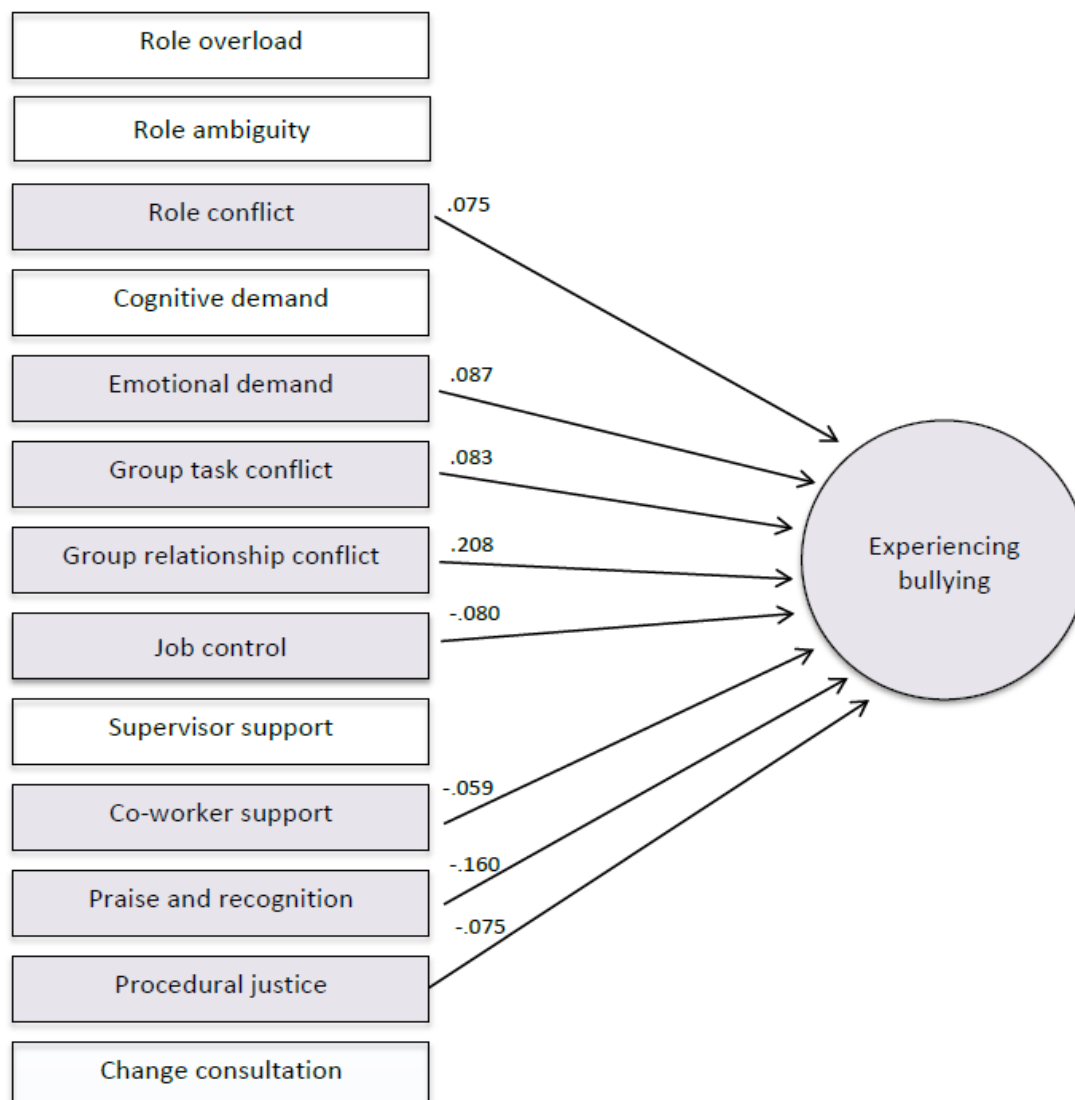 Role overload
Role ambiguity
Role conflict
.075
Cognitive demand
Emotional demand
.087
Group task conflict
.083
Group relationship conflict
.208
Job control
-.080
Supervisor support
Co-worker support
-.059
Praise and recognition
-.160
Procedural justice
-.075
Change consultation
Experiencing
bullying